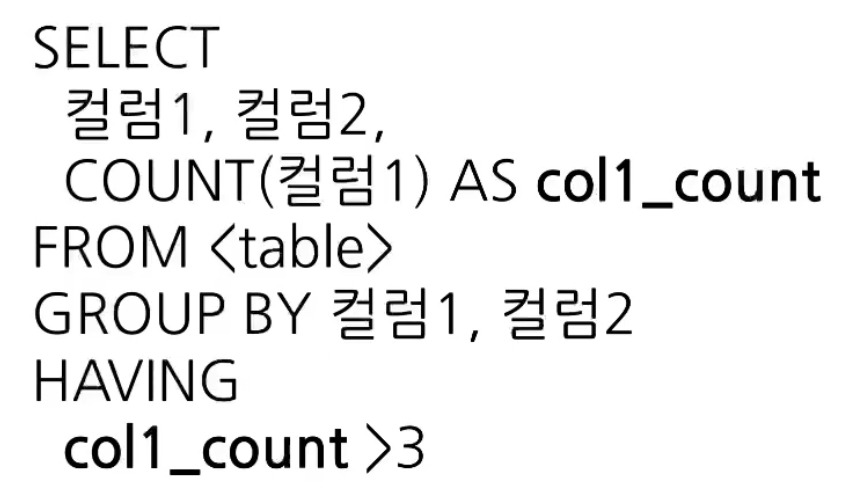 SELECT
컬럼1, 컬럼2,
COUNT(컬럼1) AS col1_count
FROM <table>
GROUP BY 컬럼1, 컬럼2
HAVING
col1_count >3